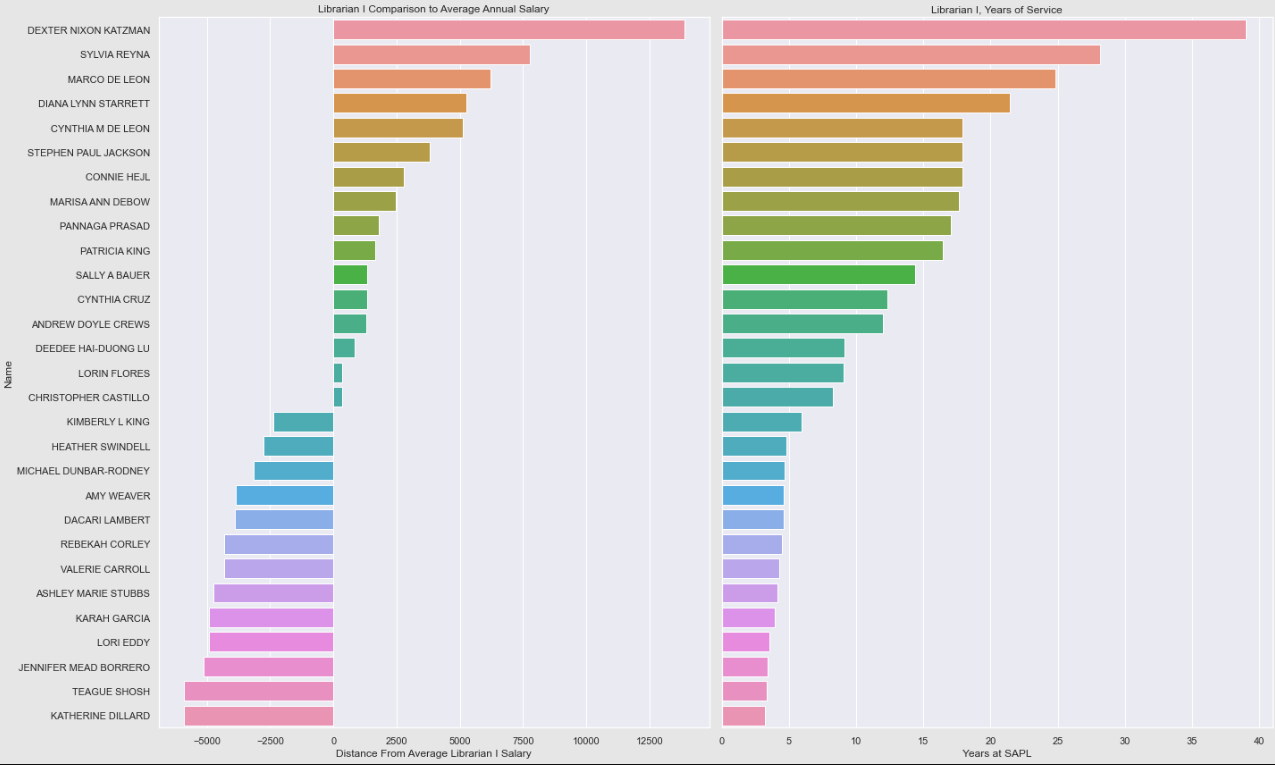 Librarian I Comparison to Average Annual Salary
Librarian I, Years of Service
Name
DEXTER NIXON KATZMAN
SYLVIA REYNA
MARCO DE LEON
DIANA LYNN STARRETT
CYNTHIA M DE LEON
STEPHEN PAUL JACKSON
CONNIE HEJL
MARISA ANN DEBOW
PANNAGA PRASAD
PATRICIA KING
SALLY A BAUER
CYNTHIA CRUZ
ANDREW DOYLE CREWS
DEEDEE HAI-DUONG LU
LORIN FLORES
CHRISTOPHER CASTILLO
KIMBERLY L KING
HEATHER SWINDELL
MICHAEL DUNBAR-RODNEY
AMY WEAVER
DACARI LAMBERT
REBEKAH CORLEY
VALERIE CARROLL
ASHLEY MARIE STUBBS
KARAH GARCIA
LORI EDDY
JENNIFER MEAD BORRERO
TEAGUE SHOSH
KATHERINE DILLARD
−5000 −2500 0 2500 5000 7500 10000 12500
Distance From Average Librarian I Salary
0 5 10 15 20 25 30 35 40
Years at SAPL